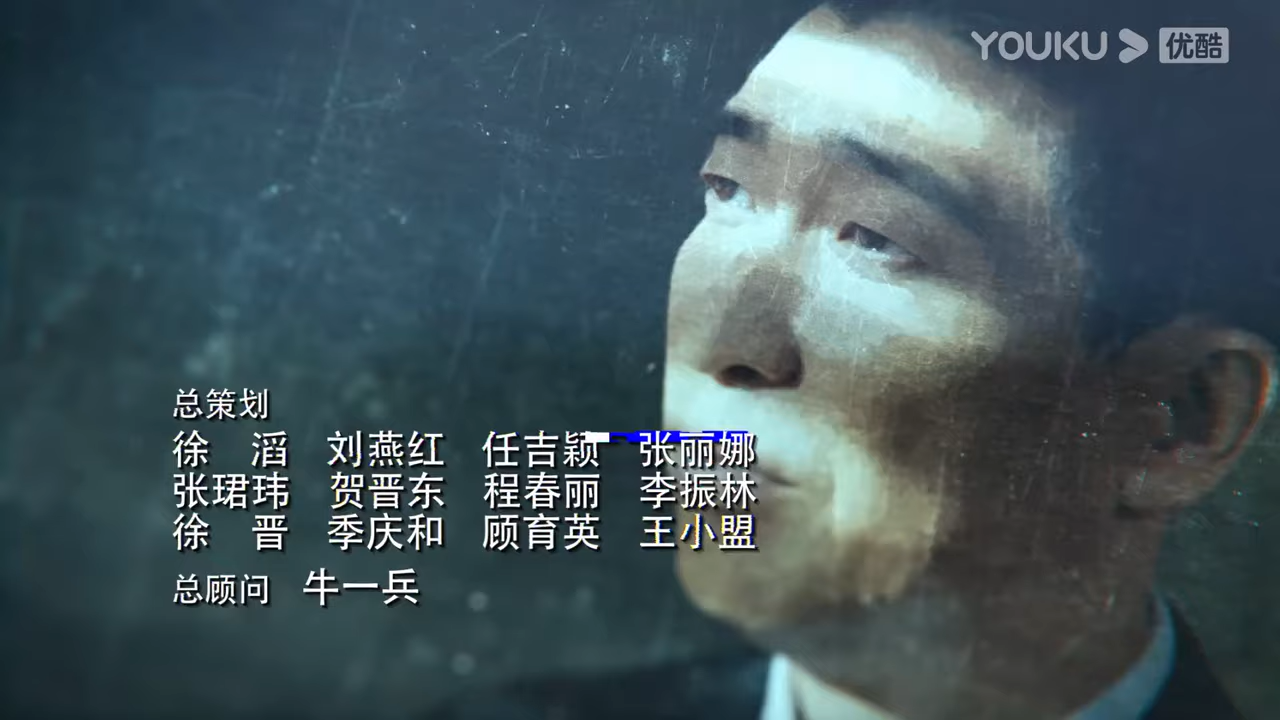 YOUKU 优酷
总策划
徐 滔 刘燕红 任吉颖 张丽娜
张珺玮 贺晋东 程春丽 李振林
徐 晋 季庆和 顾育英 王小盟
总顾问 牛一兵